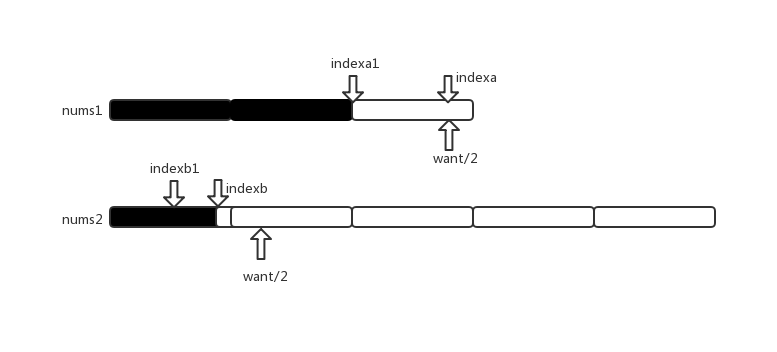 indexa1
indexa
nums1
want/2
indexb1
indexb
nums2
want/2